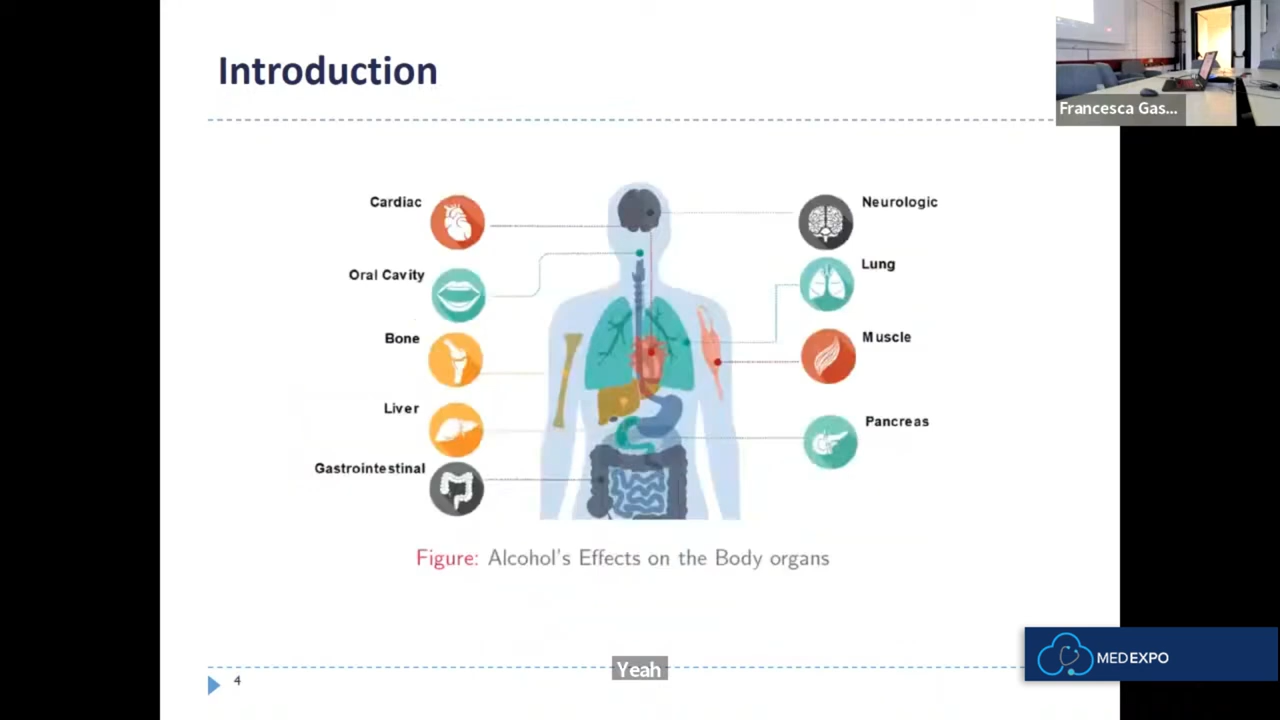 Introduction
Francesca Gas...
Cardiac
Neurologic
Oral Cavity
Lung
Bone
Muscle
Liver
Pancreas
Gastrointestinal
Figure: Alcohol's Effects on the Body organs
Yeah
MEDEXPO
4